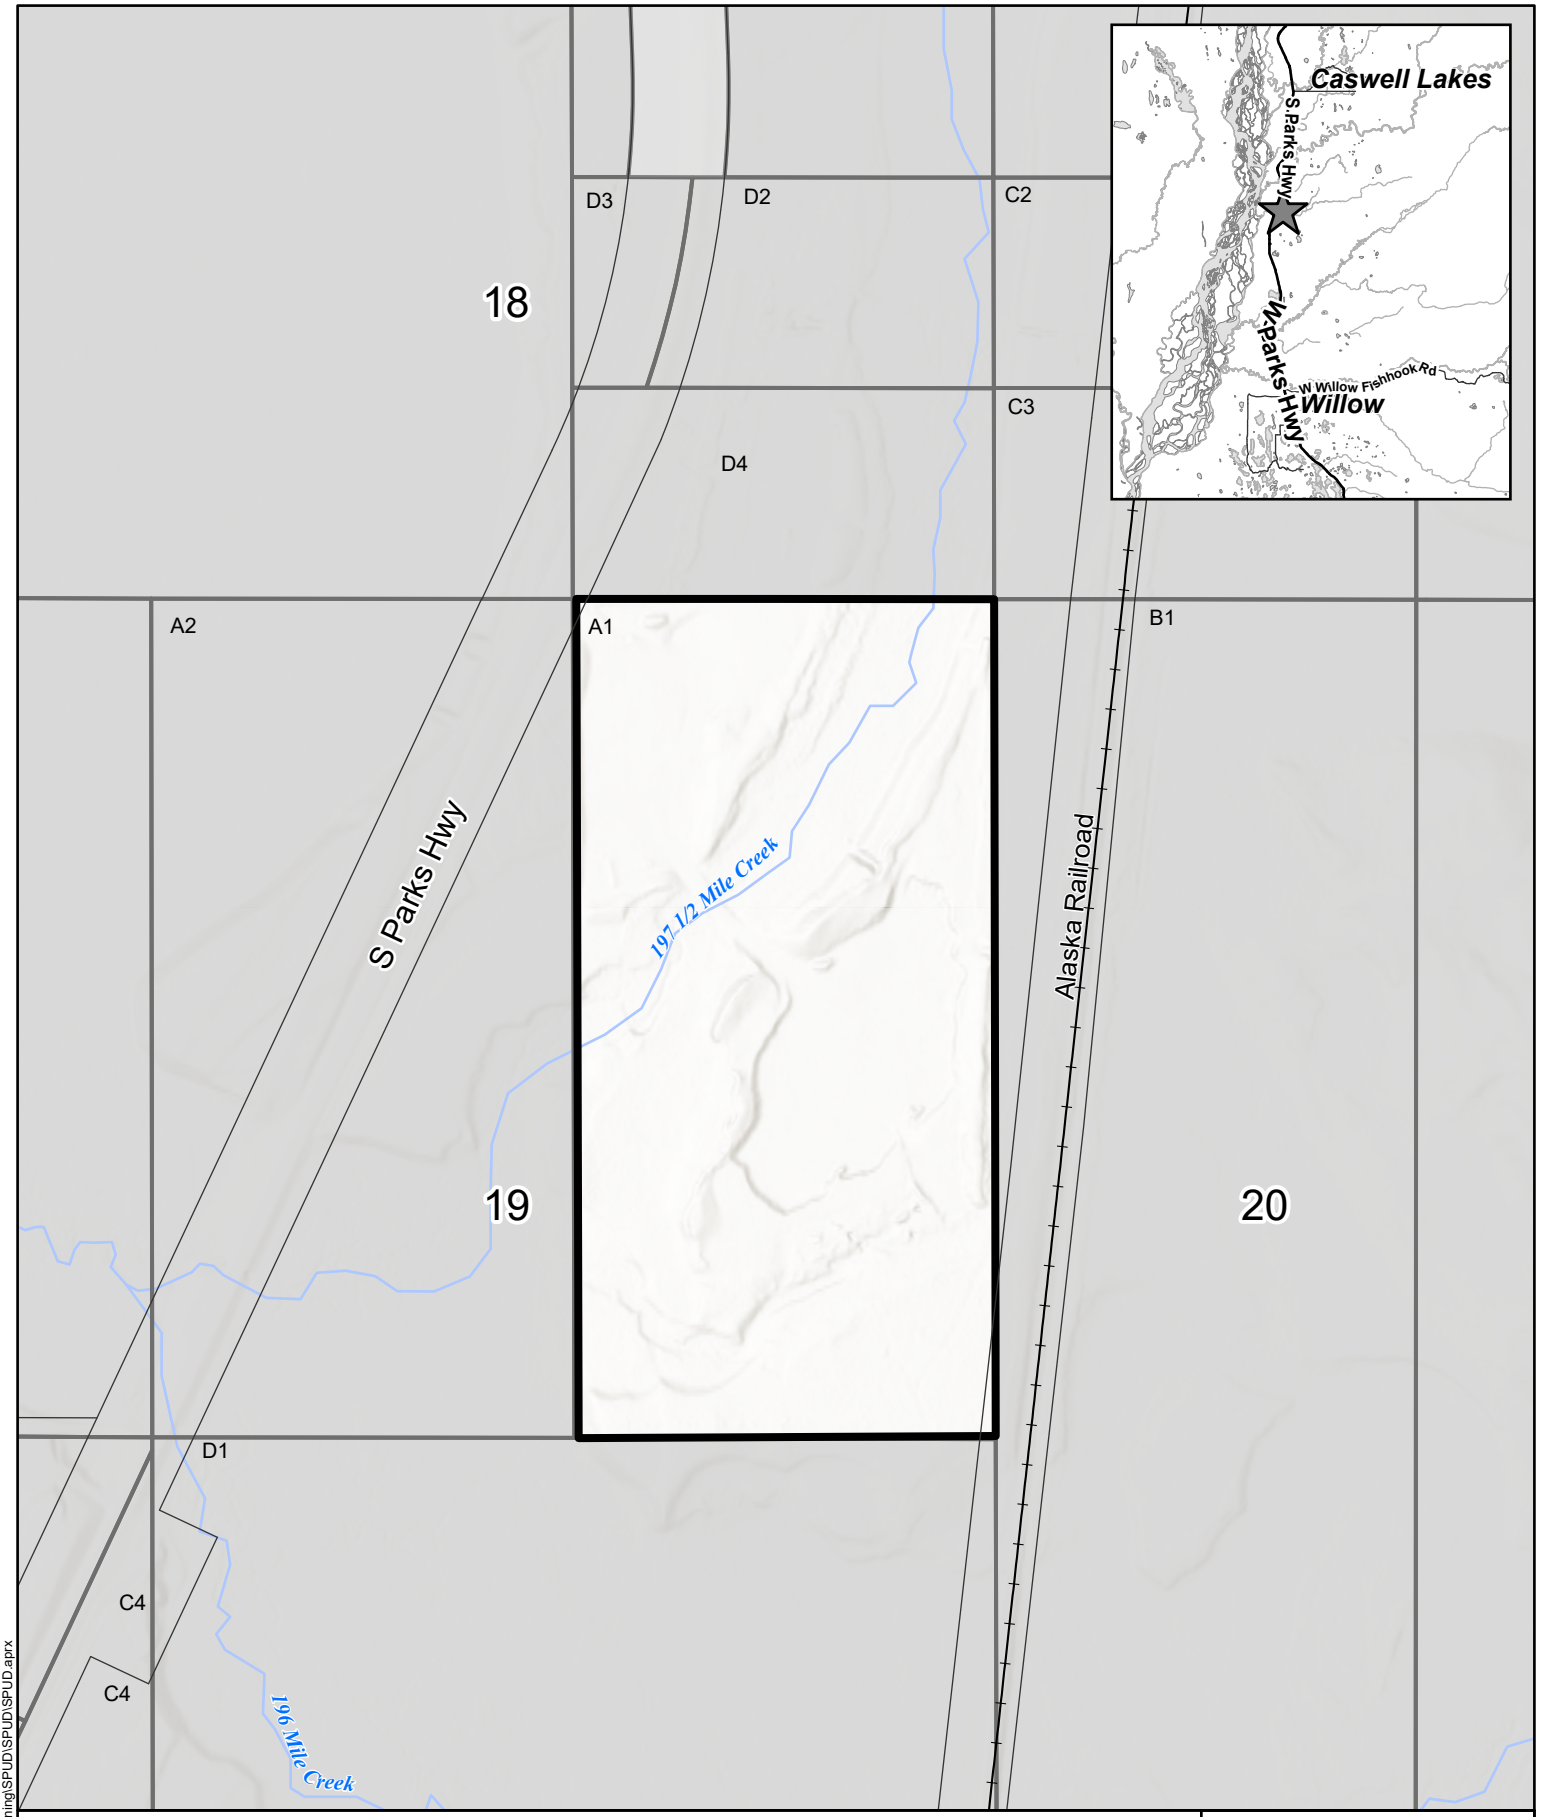 Caswell Lakes
S Parks Hwy
W Parks Hwy
W Willow Fishhook Rd
Willow
D3
D2
C2
18
C3
D4
A2
A1
B1
S Parks Hwy
197 1/2 Mile Creek
Alaska Railroad
19
20
D1
C4
C4
196 Mile Creek
ning\SPUD\SPUD\SPUD.aprx